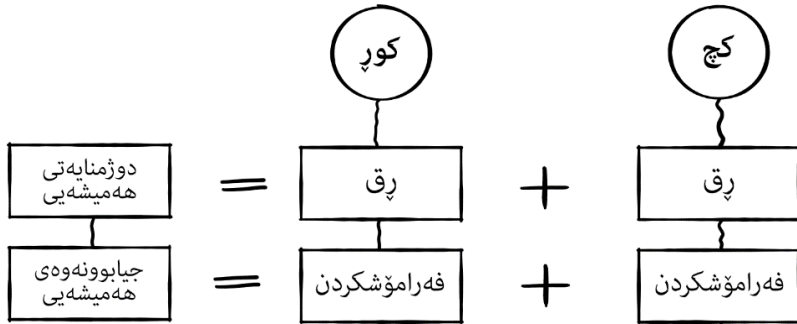 کچ
کوڕ
ڕق
+
ڕق
=
دوژمنایەتی
هەمیشەیی
فەرامۆشکردن
+
فەرامۆشکردن
=
جیابوونەوەی
هەمیشەیی